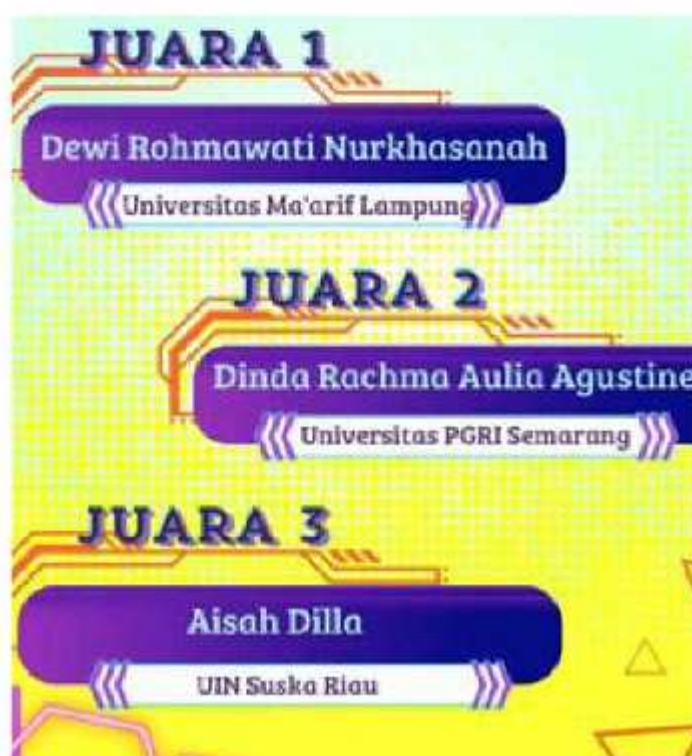 JUARA 1
Dewi Rohmawati Nurkhasanah
Universitas Ma'arif Lampung
JUARA 2
Dinda Rachma Aulia Agustine
Universitas PGRI Semarang
JUARA 3
Aisah Dilla
UIN Suska Riau